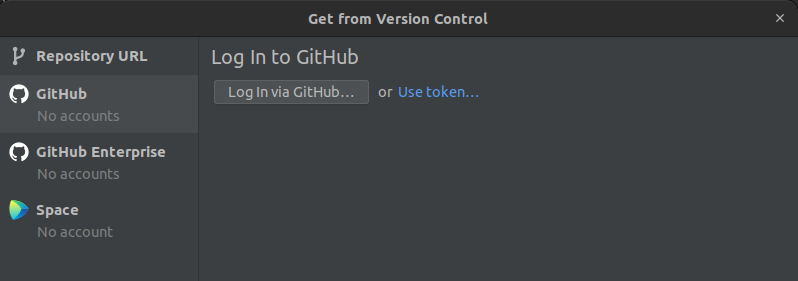 Get from Version Control
Repository URL
GitHub
No accounts
GitHub Enterprise
No accounts
Space
No account
Log In to GitHub
Log In via GitHub... or Use token...